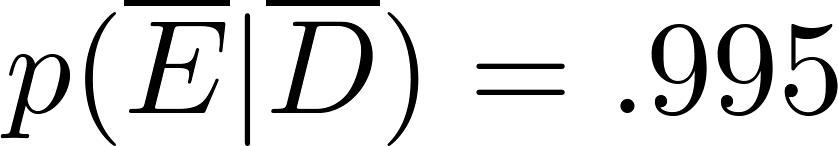 p(E̅|D̅) = .995